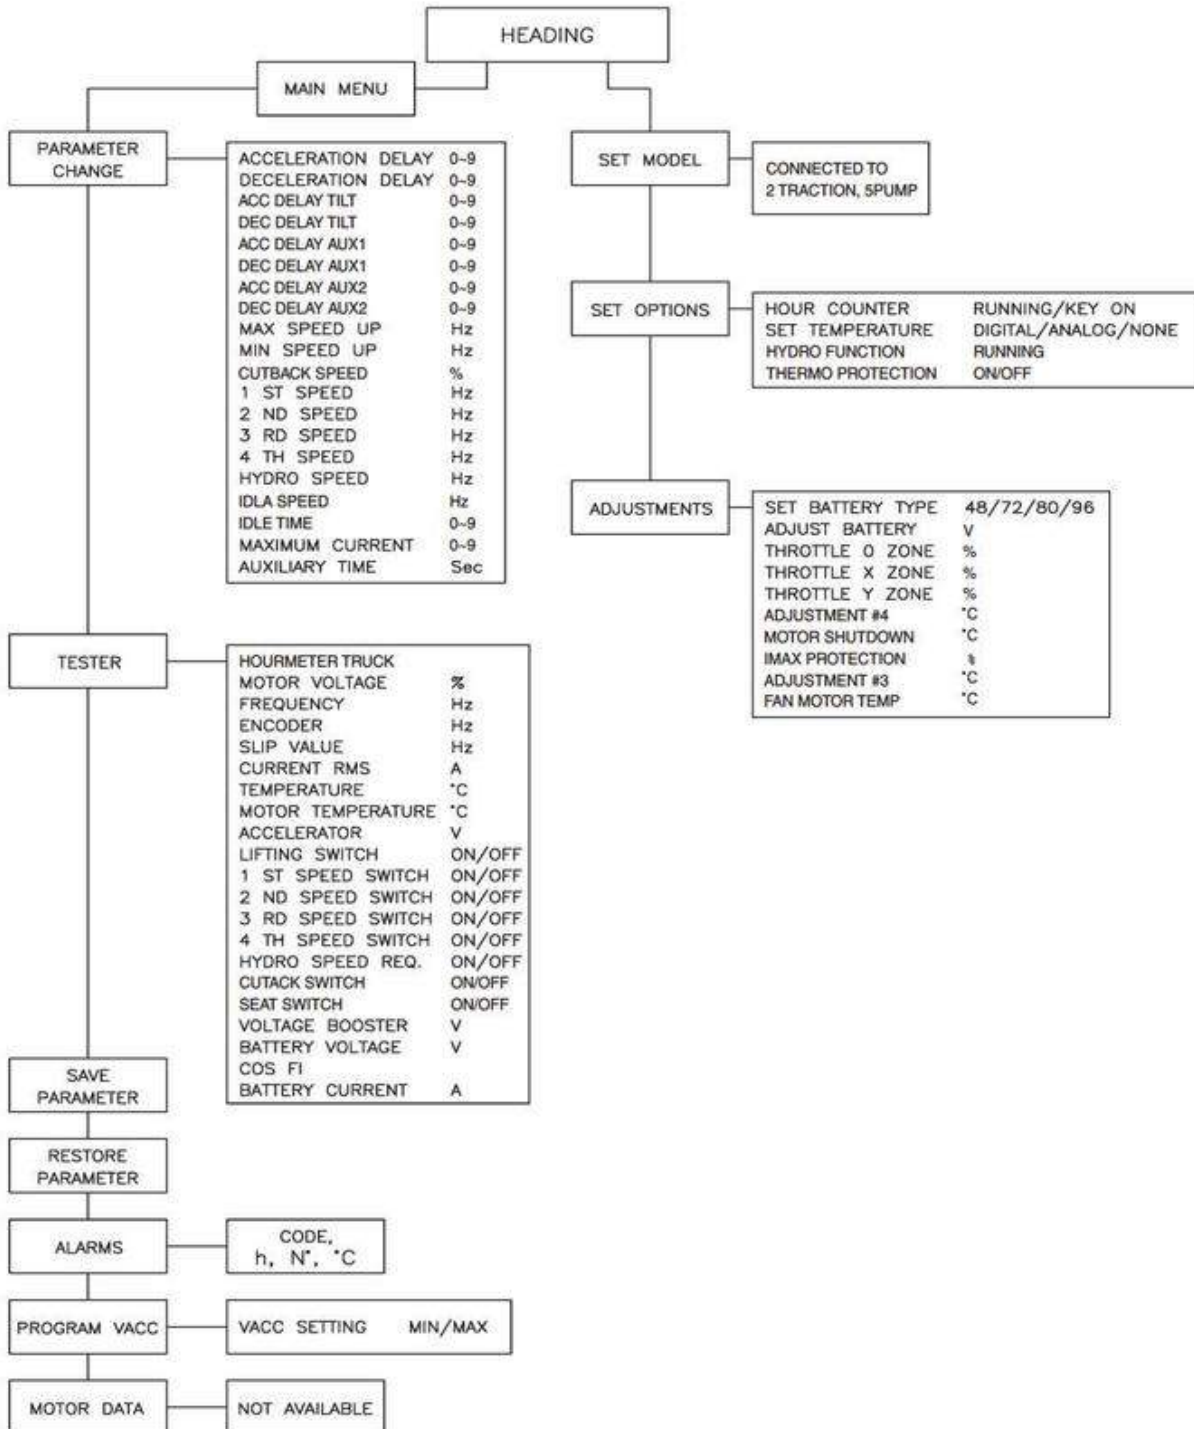 HEADING
MAIN MENU
PARAMETER
CHANGE
ACCELERATION DELAY 0~9
DECELERATION DELAY 0~9
ACC DELAY TILT 0~9
DEC DELAY TILT 0~9
ACC DELAY AUX1 0~9
DEC DELAY AUX1 0~9
ACC DELAY AUX2 0~9
DEC DELAY AUX2 0~9
MAX SPEED UP Hz
MIN SPEED UP Hz
CUTBACK SPEED %
1 ST SPEED Hz
2 ND SPEED Hz
3 RD SPEED Hz
4 TH SPEED Hz
HYDRO SPEED Hz
IDLA SPEED Hz
IDLE TIME 0~9
MAXIMUM CURRENT 0~9
AUXILIARY TIME Sec
TESTER
HOURMETER TRUCK
MOTOR VOLTAGE %
FREQUENCY Hz
ENCODER Hz
SLIP VALUE Hz
CURRENT RMS A
TEMPERATURE °C
MOTOR TEMPERATURE °C
ACCELERATOR V
LIFTING SWITCH ON/OFF
1 ST SPEED SWITCH ON/OFF
2 ND SPEED SWITCH ON/OFF
3 RD SPEED SWITCH ON/OFF
4 TH SPEED SWITCH ON/OFF
HYDRO SPEED REQ. ON/OFF
CUTACK SWITCH ON/OFF
SEAT SWITCH ON/OFF
VOLTAGE BOOSTER V
BATTERY VOLTAGE V
COS FI
BATTERY CURRENT A
SAVE
PARAMETER
RESTORE
PARAMETER
ALARMS
CODE,
h, N°, °C
PROGRAM VACC
VACC SETTING MIN/MAX
MOTOR DATA
NOT AVAILABLE
SET MODEL
CONNECTED TO
2 TRACTION, 5PUMP
SET OPTIONS
HOUR COUNTER RUNNING/KEY ON
SET TEMPERATURE DIGITAL/ANALOG/NONE
HYDRO FUNCTION RUNNING
THERMO PROTECTION ON/OFF
ADJUSTMENTS
SET BATTERY TYPE 48/72/80/96
ADJUST BATTERY V
THROTTLE 0 ZONE %
THROTTLE X ZONE %
THROTTLE Y ZONE %
ADJUSTMENT #4 °C
MOTOR SHUTDOWN °C
IMAX PROTECTION %
ADJUSTMENT #3 °C
FAN MOTOR TEMP °C